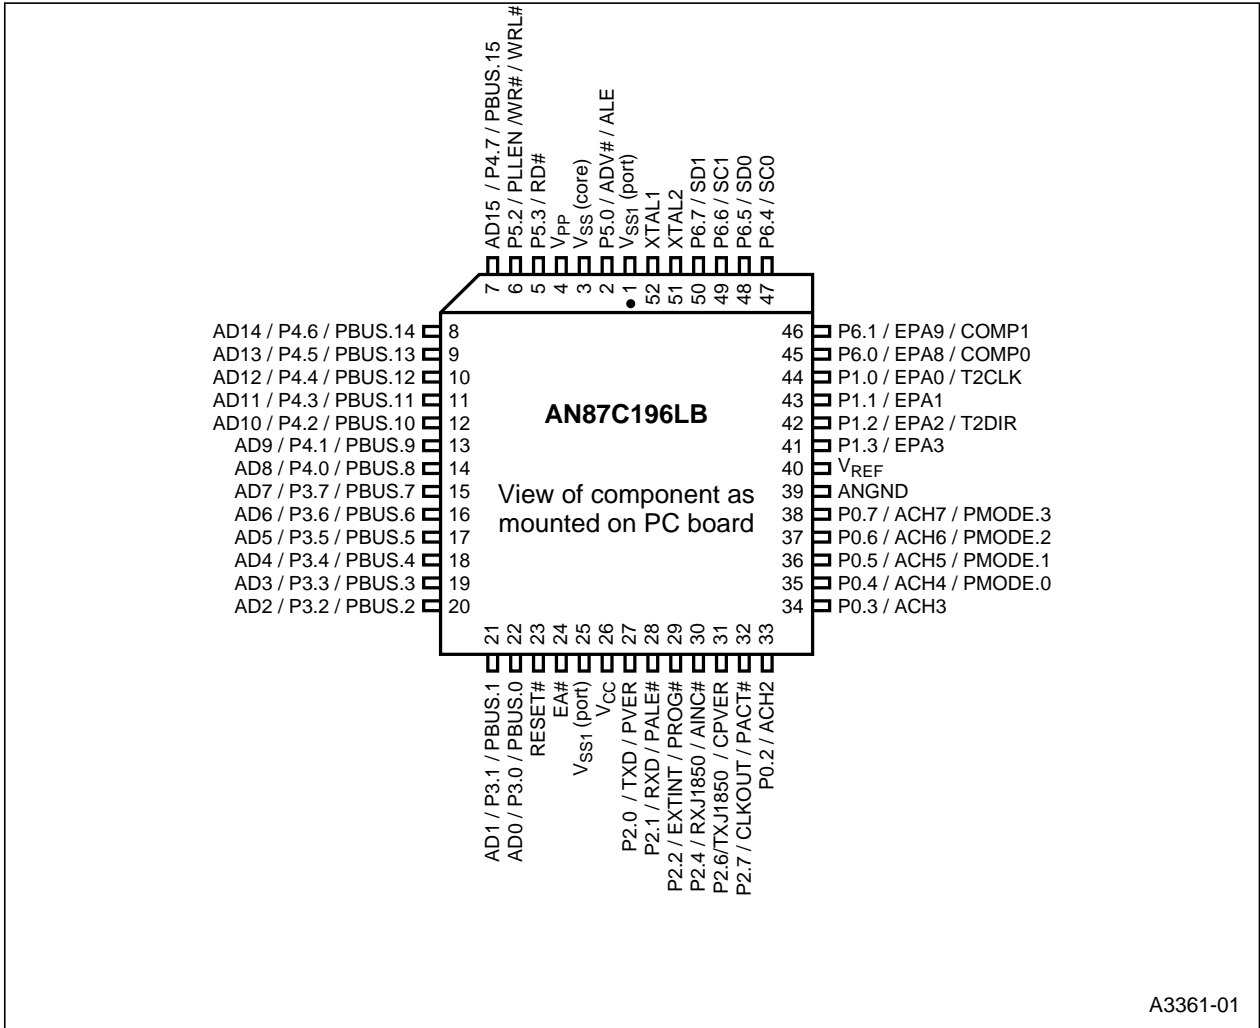 AD15 / P4.7 / PBUS.15
P5.2 / PLLEN /WR# / WRL#
P5.3 / RD#
VPP
VSS (core)
P5.0 / ADV# / ALE
VSS1 (port)
XTAL1
XTAL2
P6.7 / SD1
P6.6 / SC1
P6.5 / SD0
P6.4 / SC0
7 6 5 4 3 2 1 52 51 50 49 48 47
AD14 / P4.6 / PBUS.14 8
AD13 / P4.5 / PBUS.13 9
AD12 / P4.4 / PBUS.12 10
AD11 / P4.3 / PBUS.11 11
AD10 / P4.2 / PBUS.10 12
AD9 / P4.1 / PBUS.9 13
AD8 / P4.0 / PBUS.8 14
AD7 / P3.7 / PBUS.7 15
AD6 / P3.6 / PBUS.6 16
AD5 / P3.5 / PBUS.5 17
AD4 / P3.4 / PBUS.4 18
AD3 / P3.3 / PBUS.3 19
AD2 / P3.2 / PBUS.2 20
AN87C196LB
View of component as
mounted on PC board
46 P6.1 / EPA9 / COMP1
45 P6.0 / EPA8 / COMP0
44 P1.0 / EPA0 / T2CLK
43 P1.1 / EPA1
42 P1.2 / EPA2 / T2DIR
41 P1.3 / EPA3
40 VREF
39 ANGND
38 P0.7 / ACH7 / PMODE.3
37 P0.6 / ACH6 / PMODE.2
36 P0.5 / ACH5 / PMODE.1
35 P0.4 / ACH4 / PMODE.0
34 P0.3 / ACH3
21 22 23 24 25 26 27 28 29 30 31 32 33
AD1 / P3.1 / PBUS.1
AD0 / P3.0 / PBUS.0
RESET#
EA#
VSS1 (port)
VCC
P2.0 / TXD / PVER
P2.1 / RXD / PALE#
P2.2 / EXTINT / PROG#
P2.4 / RXJ1850 / AINC#
P2.6/TXJ1850 / CPVER
P2.7 / CLKOUT / PACT#
P0.2 / ACH2
A3361-01